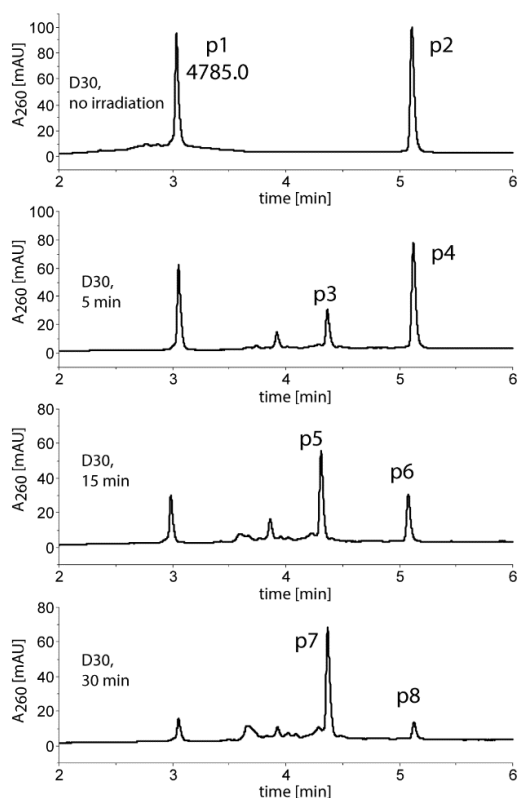 100
80
60
40
20
0
A260 [mAU]
D30,
no irradiation
p1
4785.0
p2
2 3 4 5 6
time [min]
100
80
60
40
20
0
A260 [mAU]
D30,
5 min
p3
p4
2 3 4 5 6
time [min]
80
60
40
20
0
A260 [mAU]
D30,
15 min
p5
p6
2 3 4 5 6
time [min]
80
60
40
20
0
A260 [mAU]
D30,
30 min
p7
p8
2 3 4 5 6
time [min]